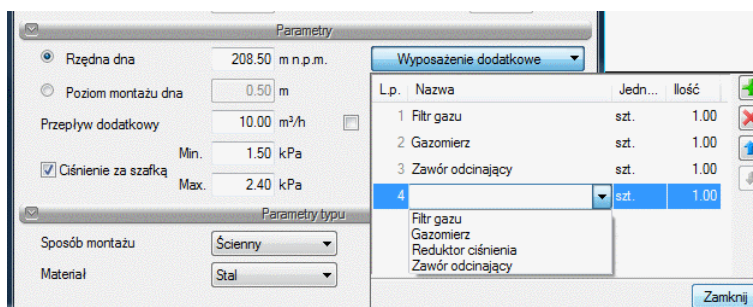 Parametry
Rzędna dna 208.50 m n.p.m. Wyposażenie dodatkowe
Poziom montażu dna 0.50 m
L.p. Nazwa Jedn... Ilość
Przepływ dodatkowy 10.00 m³/h
1 Filtr gazu szt. 1.00
2 Gazomierz szt. 1.00
Ciśnienie za szafką
Min. 1.50 kPa
3 Zawór odcinający szt. 1.00
Max. 2.40 kPa
4 szt. 1.00
Parametry typu
Filtr gazu
Gazomierz
Reduktor ciśnienia
Zawór odcinający
Sposób montażu Ścienny
Materiał Stal
Zamknij